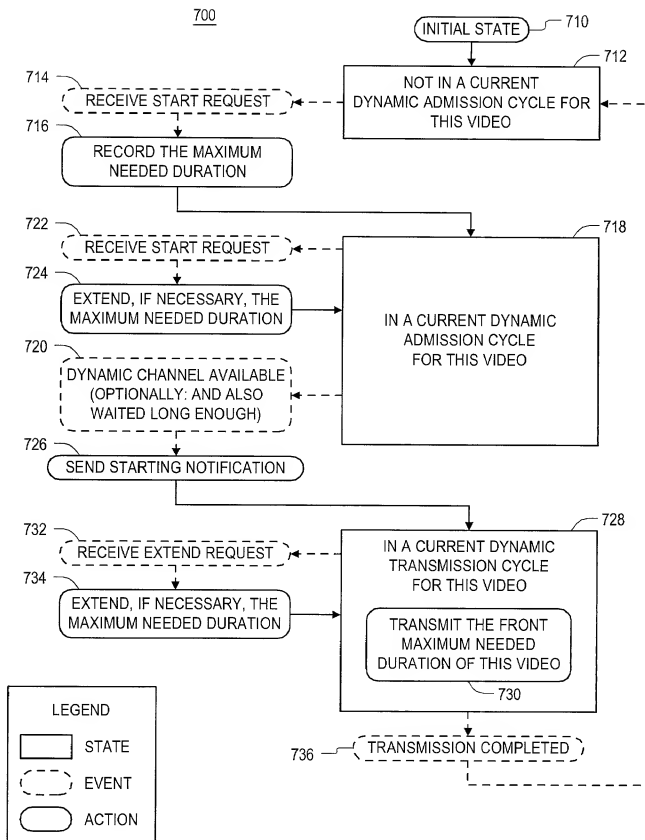 700
INITIAL STATE
710
712
NOT IN A CURRENT
DYNAMIC ADMISSION CYCLE FOR
THIS VIDEO
714
RECEIVE START REQUEST
716
RECORD THE MAXIMUM
NEEDED DURATION
718
IN A CURRENT DYNAMIC
ADMISSION CYCLE
FOR THIS VIDEO
722
RECEIVE START REQUEST
724
EXTEND, IF NECESSARY, THE
MAXIMUM NEEDED DURATION
720
DYNAMIC CHANNEL AVAILABLE
(OPTIONALLY: AND ALSO
WAITED LONG ENOUGH)
726
SEND STARTING NOTIFICATION
728
IN A CURRENT DYNAMIC
TRANSMISSION CYCLE
FOR THIS VIDEO
732
RECEIVE EXTEND REQUEST
734
EXTEND, IF NECESSARY, THE
MAXIMUM NEEDED DURATION
TRANSMIT THE FRONT
MAXIMUM NEEDED
DURATION OF THIS VIDEO
730
736
TRANSMISSION COMPLETED
LEGEND
STATE
EVENT
ACTION